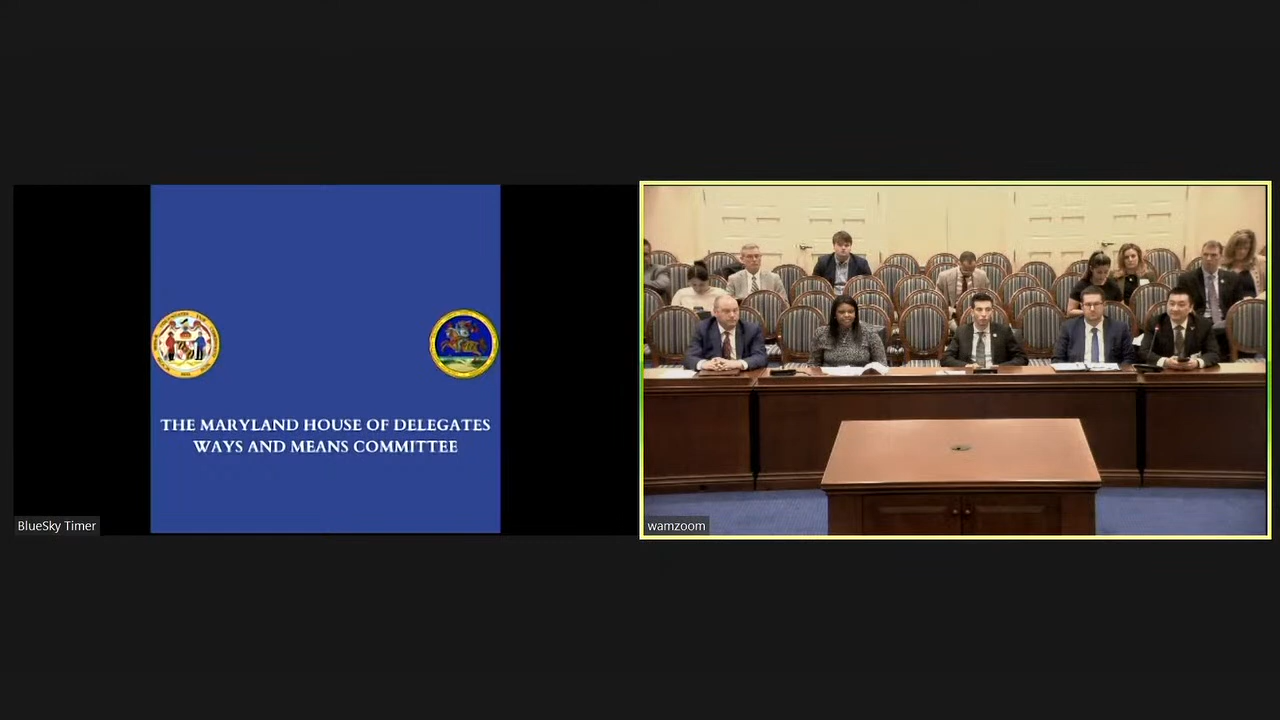 THE MARYLAND HOUSE OF DELEGATES
WAYS AND MEANS COMMITTEE
BlueSky Timer
wamzoom